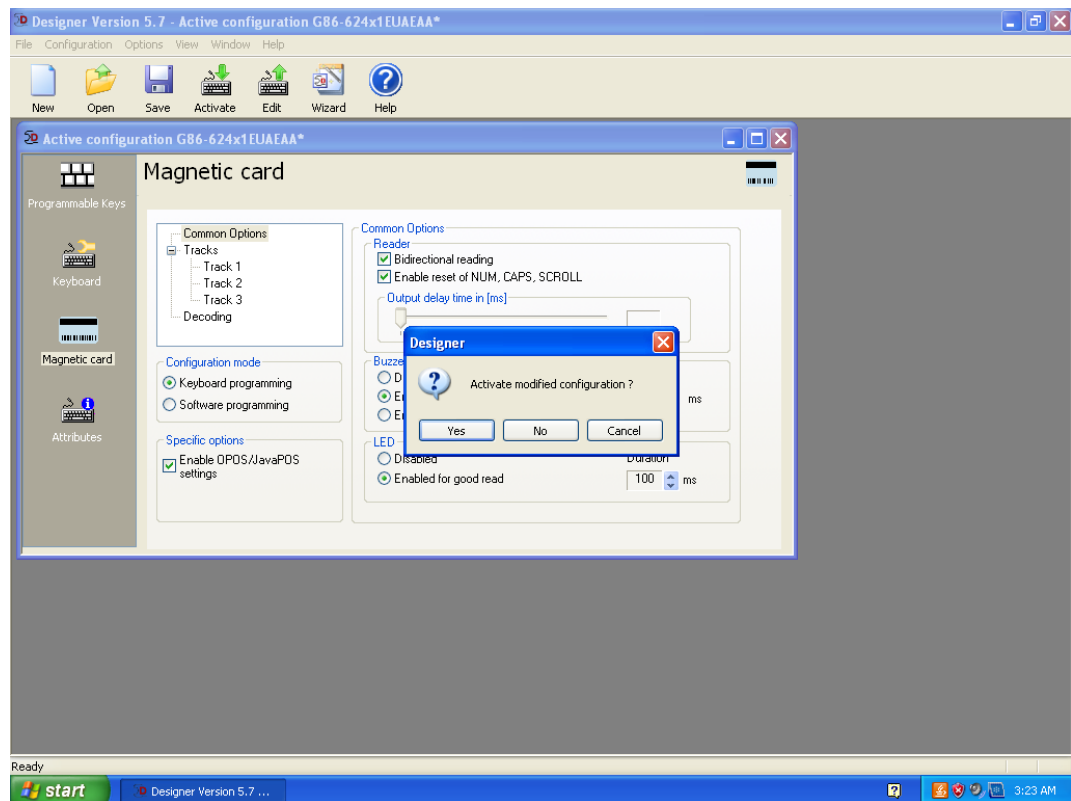 Designer Version 5.7 - Active configuration G86-624x1EUAEAA*
File Configuration Options View Window Help
New Open Save Activate Edit Wizard Help
Active configuration G86-624x1EUAEAA*
Programmable Keys
Keyboard
Magnetic card
Attributes
Magnetic card
Common Options
Tracks
Track 1
Track 2
Track 3
Decoding
Configuration mode
Keyboard programming
Software programming
Specific options
Enable OPOS/JavaPOS
settings
Common Options
Reader
Bidirectional reading
Enable reset of NUM, CAPS, SCROLL
Output delay time in [ms]
ms
Designer
Activate modified configuration ?
Yes No Cancel
LED
Disabled Duration
Enabled for good read 100 ms
Ready
start Designer Version 5.7 ... 3:23 AM